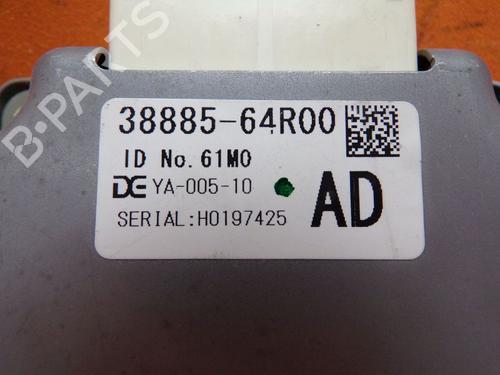 B-PARTS
38885-64R00
ID No.61M0
DE YA-005-10
SERIAL:H0197425
AD